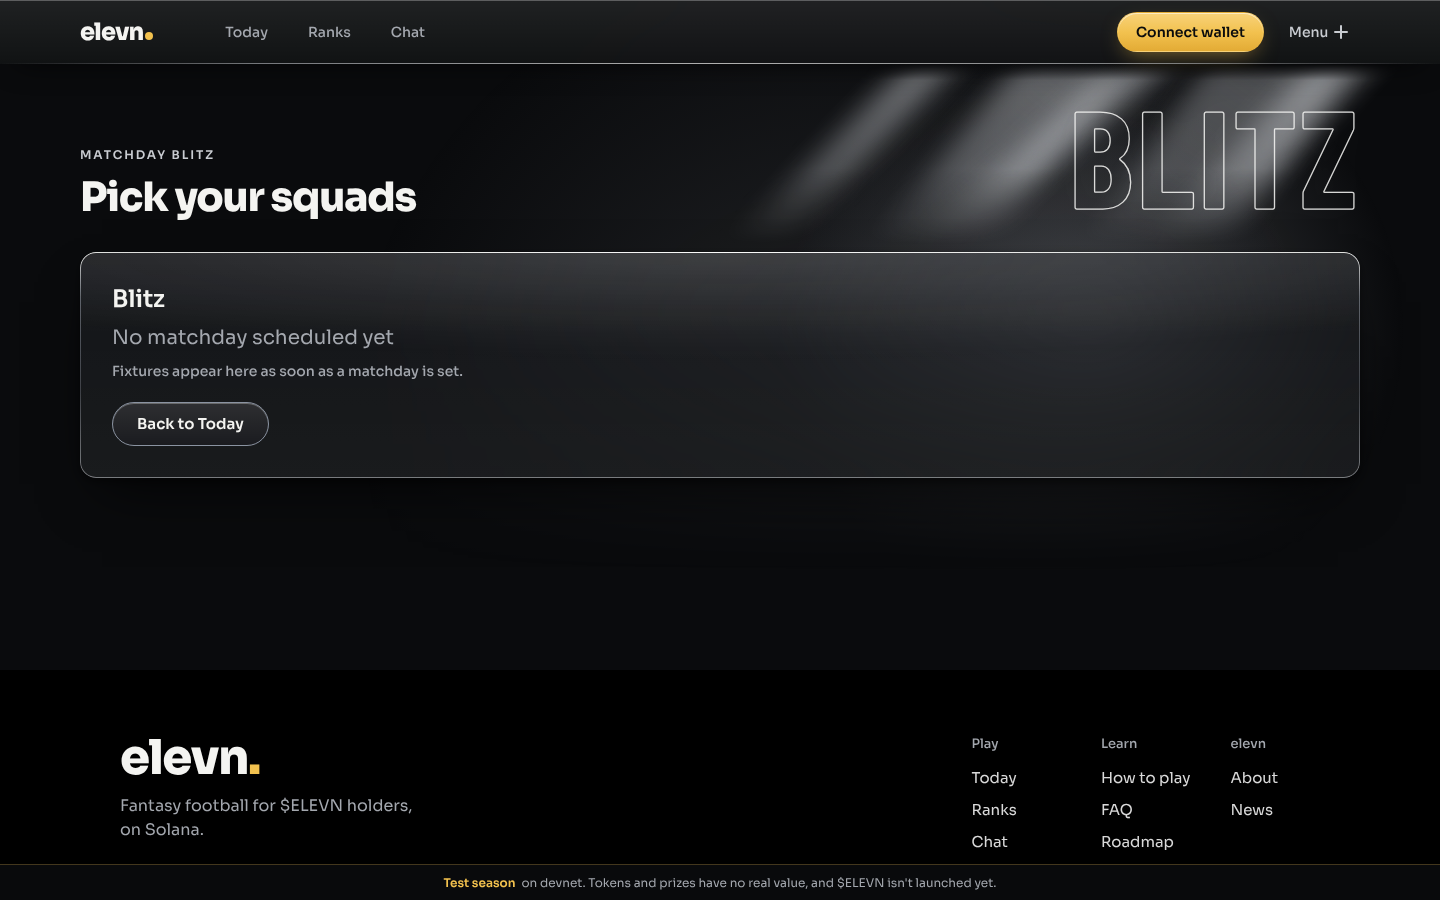 elevn.
Today
Ranks
Chat
Connect wallet
Menu
BLITZ
MATCHDAY BLITZ
Pick your squads
Blitz
No matchday scheduled yet
Fixtures appear here as soon as a matchday is set.
Back to Today
elevn.
Fantasy football for $ELEVN holders,
on Solana.
Play
Today
Ranks
Chat
Learn
How to play
FAQ
Roadmap
elevn
About
News
Test season on devnet. Tokens and prizes have no real value, and $ELEVN isn't launched yet.